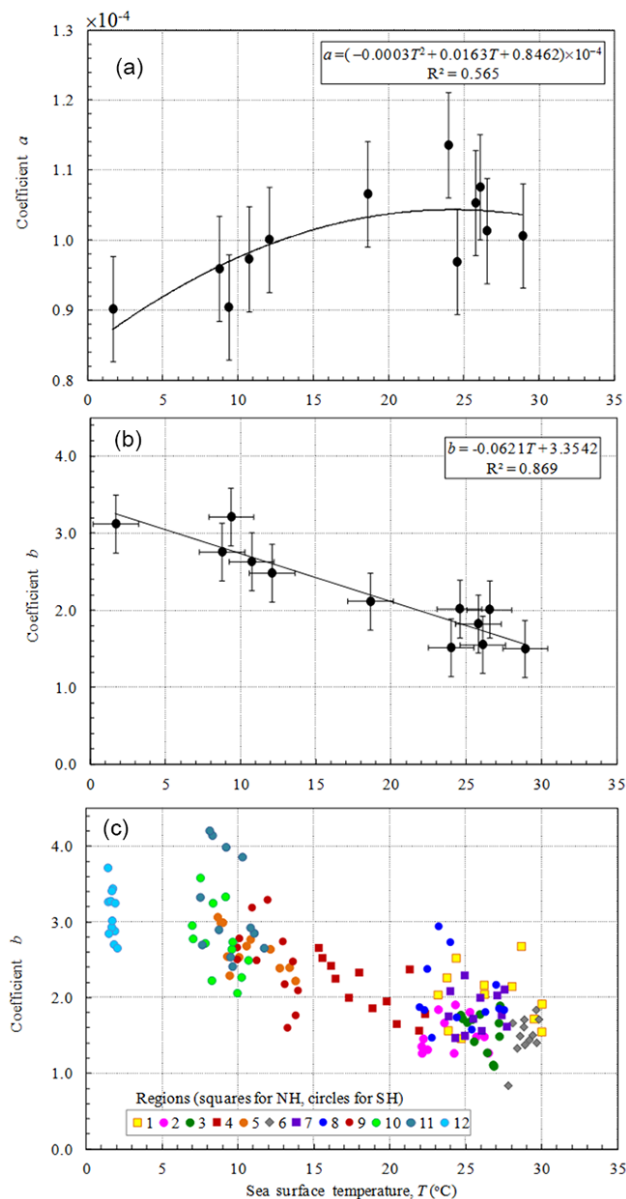 ×10⁻⁴
1.3
(a)
a=(−0.0003T²+0.0163T+0.8462)×10⁻⁴
R²=0.565
1.2
1.1
Coefficient a
1.0
0.9
0.8
0 5 10 15 20 25 30 35
(b)
b=-0.0621T+3.3542
R²=0.869
4.0
3.0
Coefficient b
2.0
1.0
0.0
0 5 10 15 20 25 30 35
(c)
4.0
3.0
Coefficient b
2.0
1.0
Regions (squares for NH, circles for SH)
1 2 3 4 5 6 7 8 9 10 11 12
0.0
0 5 10 15 20 25 30 35
Sea surface temperature, T (°C)